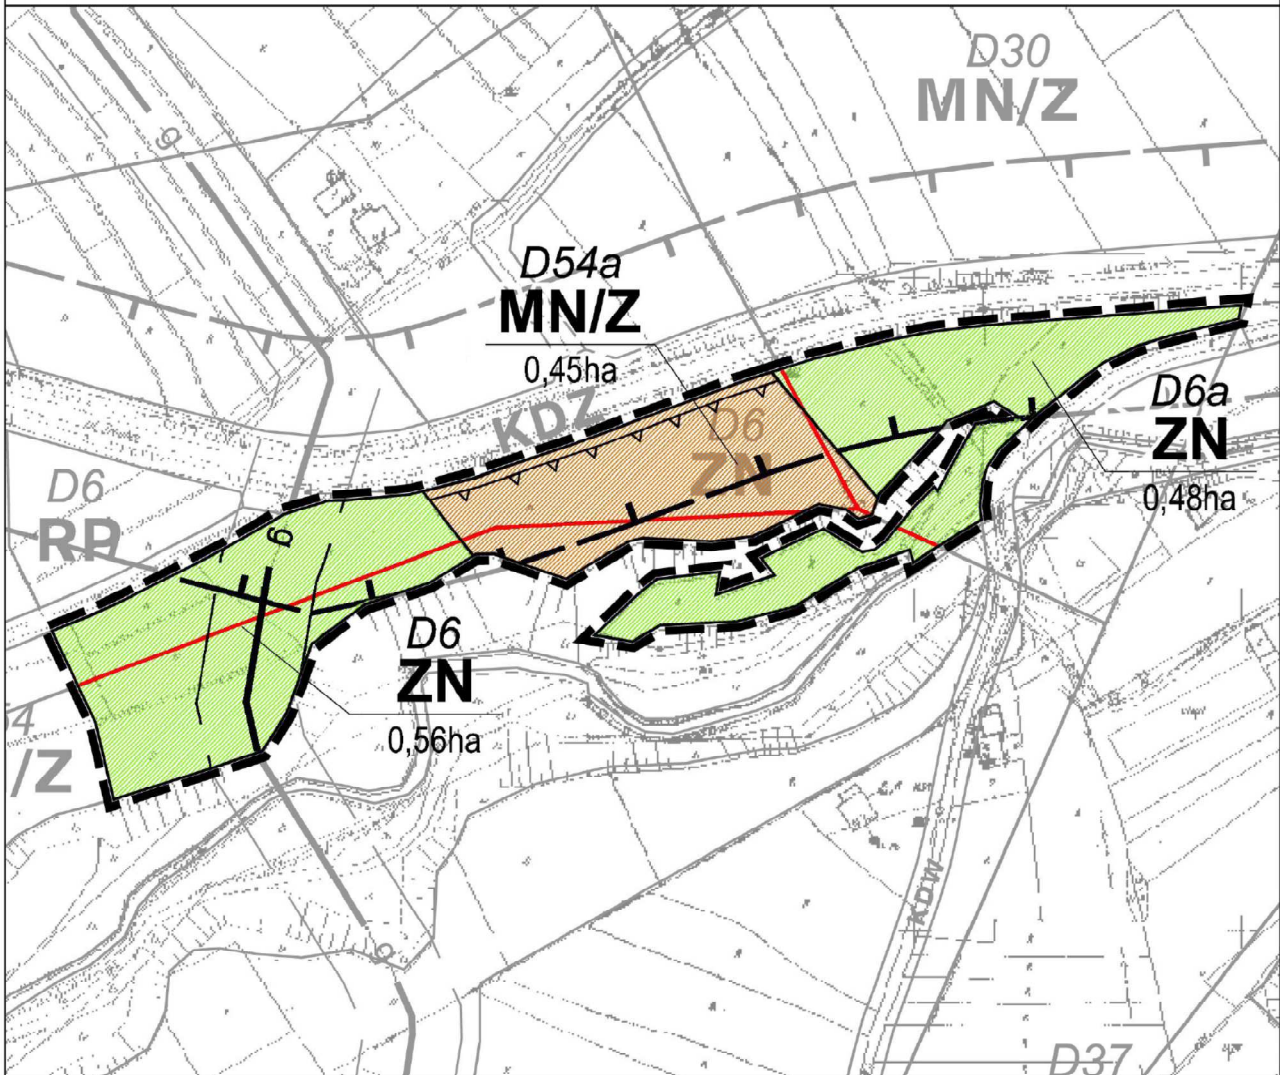 D30
MN/Z
g
D54a
MN/Z
0,45ha
KDZ
D6
ZN
D6a
ZN
0,48ha
D6
RP
g
D6
ZN
0,56ha
/Z
KDW
g
D37